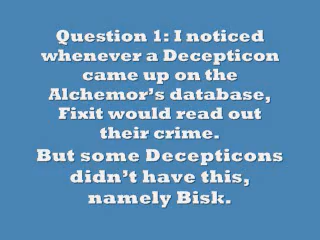 Question 1: I noticed
whenever a Decepticon
came up on the
Alchemor's database,
Fixit would read out
their crime.
But some Decepticons
didn't have this,
namely Bisk.